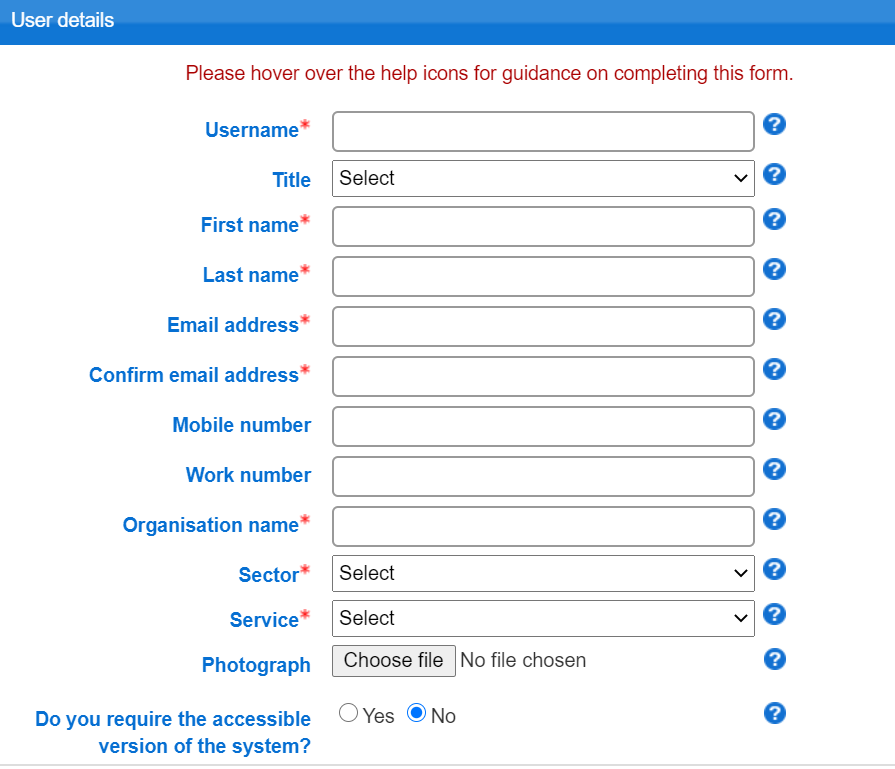 User details
Please hover over the help icons for guidance on completing this form.
Username*
?
Title Select
?
First name*
?
Last name*
?
Email address*
?
Confirm email address*
?
Mobile number
?
Work number
?
Organisation name*
?
Sector* Select
?
Service* Select
?
Photograph Choose file No file chosen
?
Do you require the accessible
version of the system?
Yes No
?